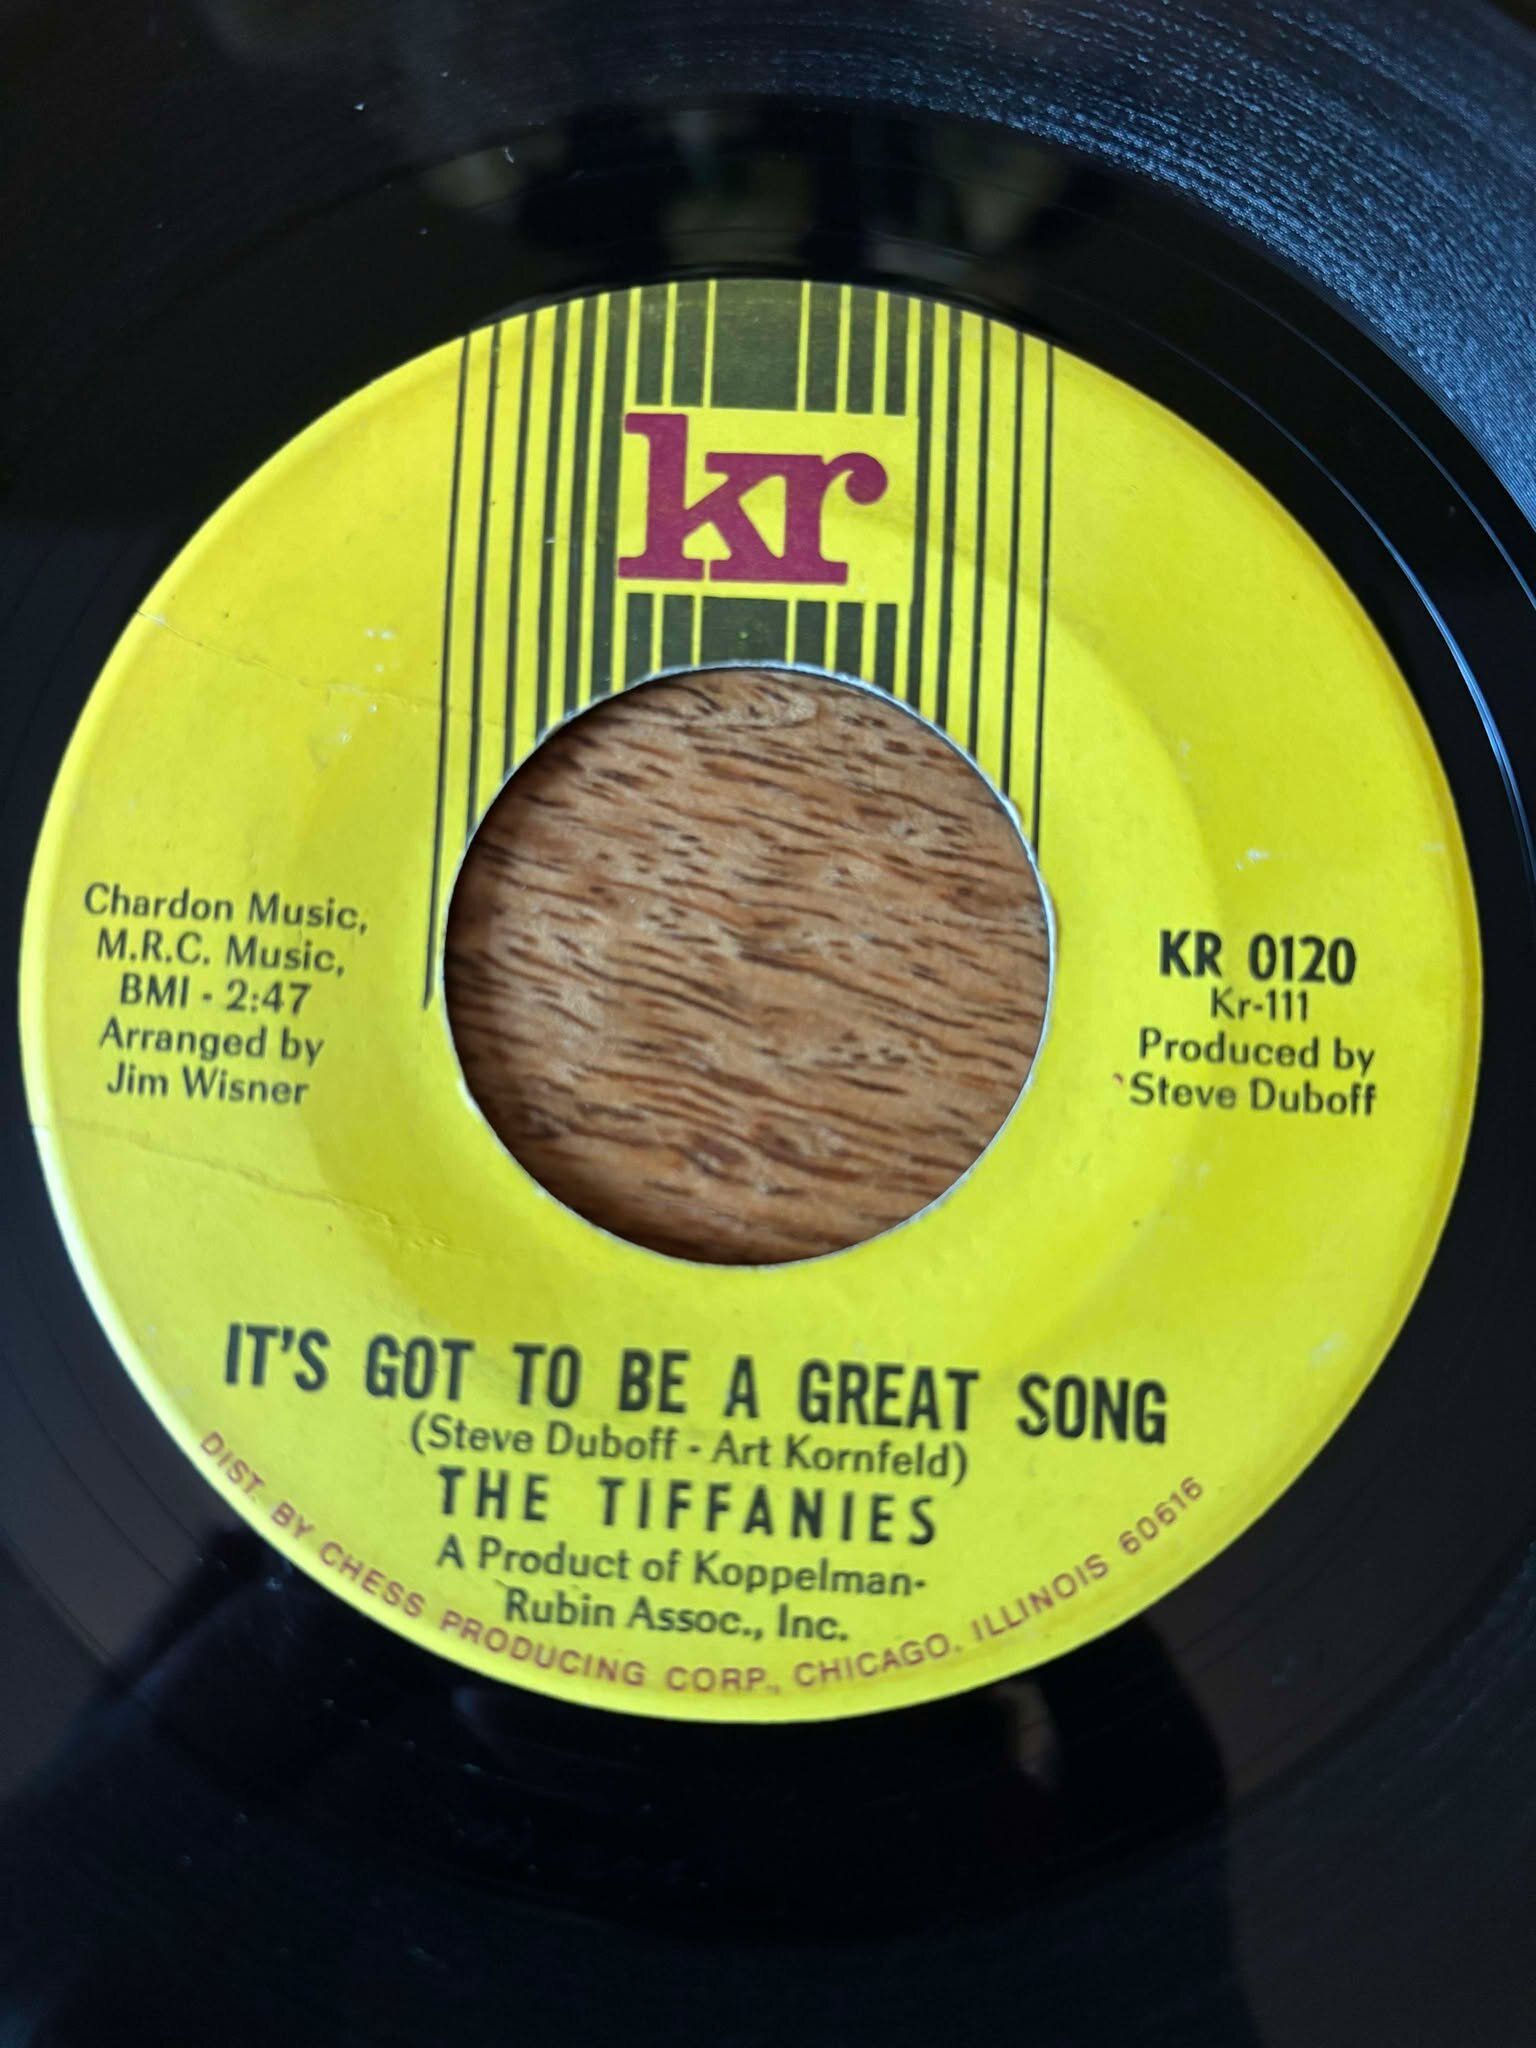 kr
Chardon Music,
M.R.C. Music,
BMI - 2:47
Arranged by
Jim Wisner
KR 0120
Kr-111
Produced by
Steve Duboff
IT'S GOT TO BE A GREAT SONG
(Steve Duboff - Art Kornfeld)
THE TIFFANIES
A Product of Koppelman-
Rubin Assoc., Inc.
DIST. BY CHESS PRODUCING CORP., CHICAGO, ILLINOIS 60616